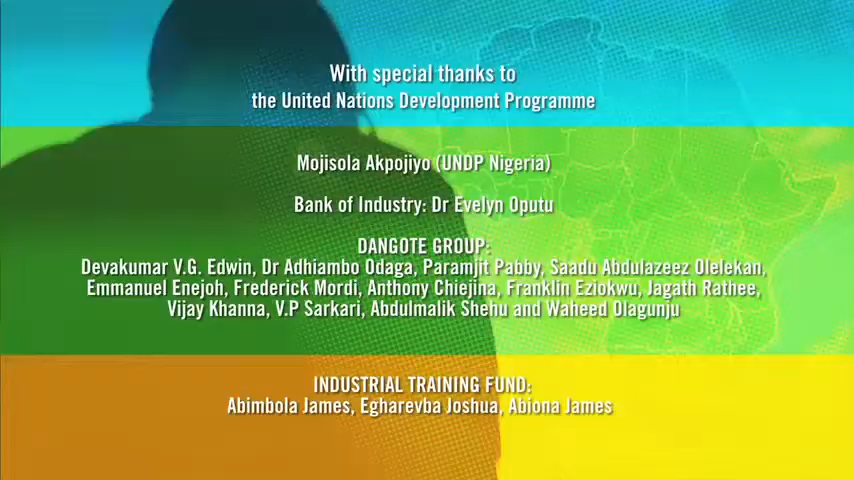 With special thanks to
the United Nations Development Programme
Mojisola Akpojiyo (UNDP Nigeria)
Bank of Industry: Dr Evelyn Oputu
DANGOTE GROUP:
Devakumar V.G. Edwin, Dr Adhiambo Odaga, Paramjit Pabby, Saadu Abdulazeez Olelekan,
Emmanuel Enejoh, Frederick Mordi, Anthony Chiejina, Franklin Eziokwu, Jagath Rathee,
Vijay Khanna, V.P Sarkari, Abdulmalik Shehu and Waheed Olagunju
INDUSTRIAL TRAINING FUND:
Abimbola James, Egharevba Joshua, Abiona James